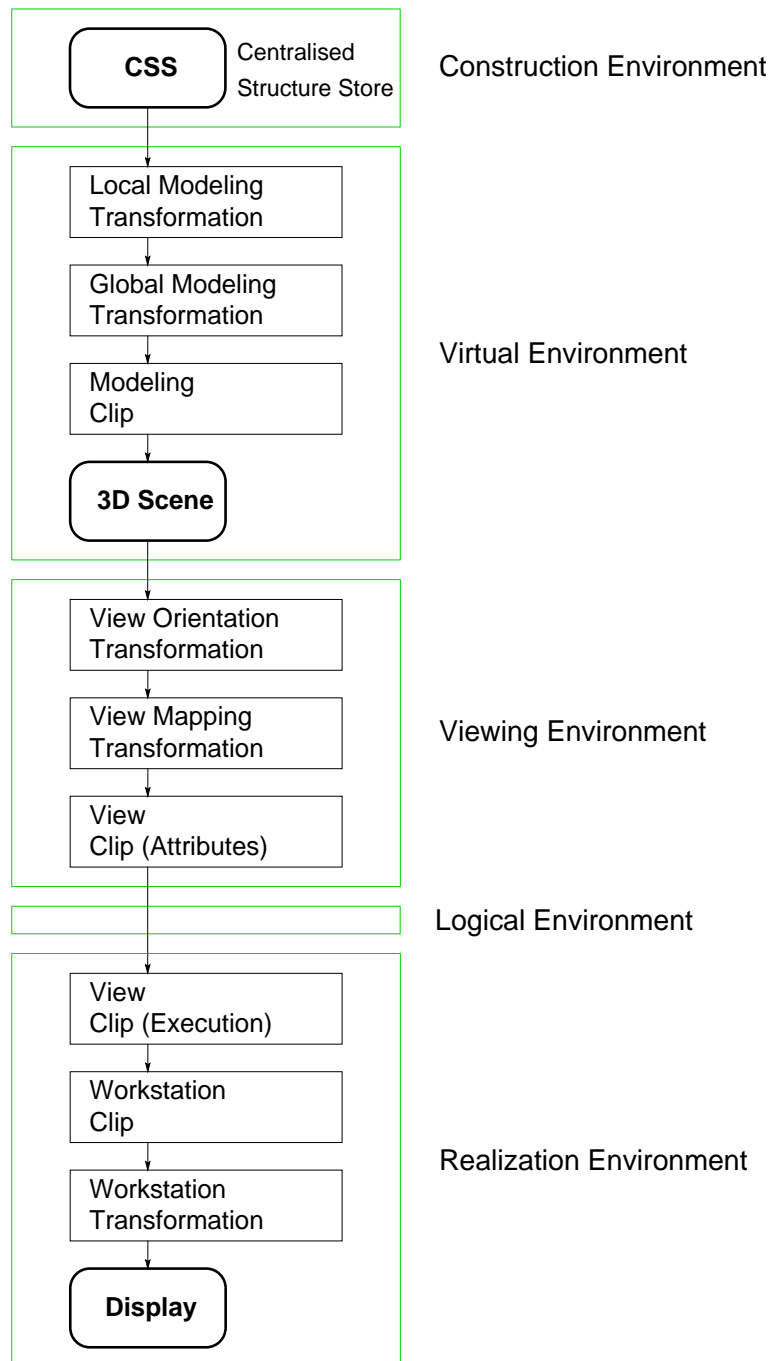 CSS
Centralised
Structure Store
Construction Environment
Local Modeling
Transformation
Global Modeling
Transformation
Modeling
Clip
3D Scene
Virtual Environment
View Orientation
Transformation
View Mapping
Transformation
View
Clip (Attributes)
Viewing Environment
Logical Environment
View
Clip (Execution)
Workstation
Clip
Workstation
Transformation
Display
Realization Environment